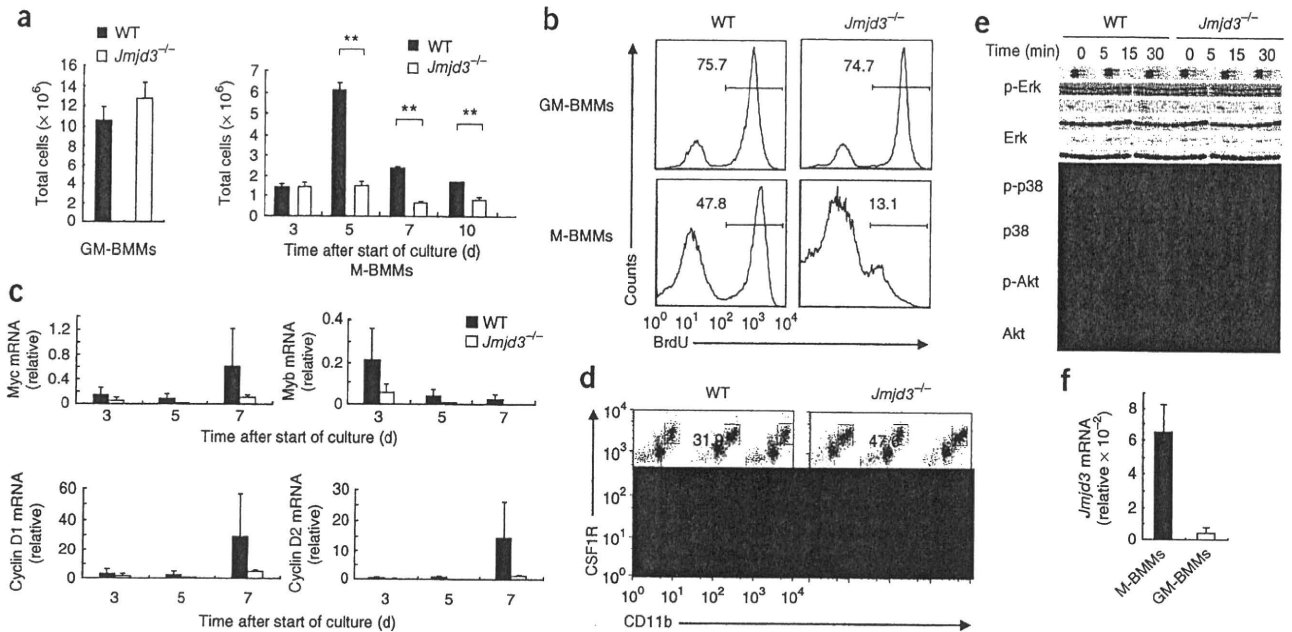 a
WT
Jmjd3⁻/⁻
Total cells (× 10⁶)
16
14
12
10
8
6
4
2
0
GM-BMMs
WT
Jmjd3⁻/⁻
Total cells (× 10⁶)
7
6
5
4
3
2
1
0
**
**
**
3 5 7 10
Time after start of culture (d)
M-BMMs
b
WT Jmjd3⁻/⁻
GM-BMMs
75.7 74.7
M-BMMs
47.8 13.1
Counts
10⁰ 10¹ 10² 10³ 10⁴
BrdU
c
Myc mRNA
(relative)
1.2
0.8
0.4
0
3 5 7
Myb mRNA
(relative)
0.4
0.2
0
3 5 7
WT
Jmjd3⁻/⁻
Time after start of culture (d)
Cyclin D1 mRNA
(relative)
60
40
20
0
3 5 7
Cyclin D2 mRNA
(relative)
30
20
10
0
3 5 7
Time after start of culture (d)
d
WT Jmjd3⁻/⁻
CSF1R
10⁴
10³
10²
10¹
10⁰
10⁰ 10¹ 10² 10³ 10⁴
CD11b
e
WT Jmjd3⁻/⁻
Time (min) 0 5 15 30 0 5 15 30
p-Erk
Erk
p-p38
p38
p-Akt
Akt
f
Jmjd3 mRNA
(relative × 10⁻²)
8
6
4
2
0
M-BMMs
GM-BMMs